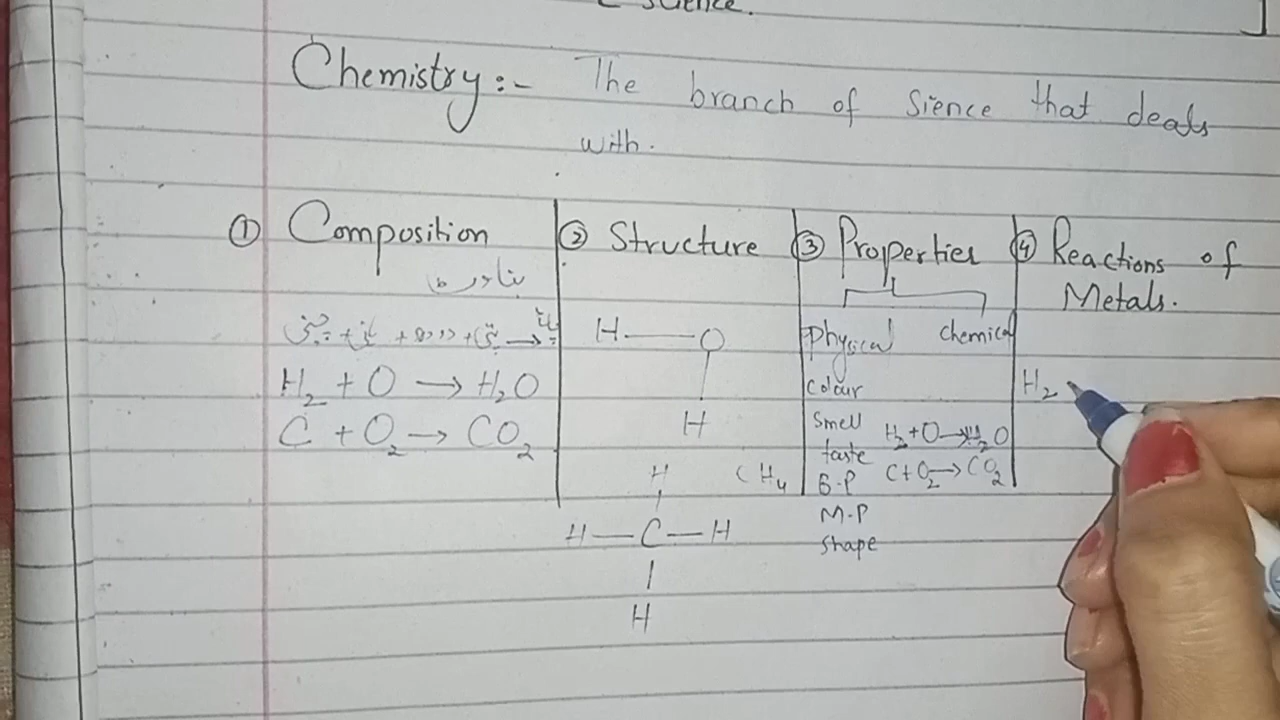 science.
Chemistry:- The branch of Sience that deals
with.
① Composition
بناوٹ
H₂ + O → H₂O
C + O₂ → CO₂
② Structure
H — O
H
CH₄
H
H — C — H
H
③ Properties
Physical Chemical
colour
Smell
taste
B.P
M.P
shape
H₂+O→H₂O
C+O₂→CO₂
④ Reactions of
Metals.
H₂